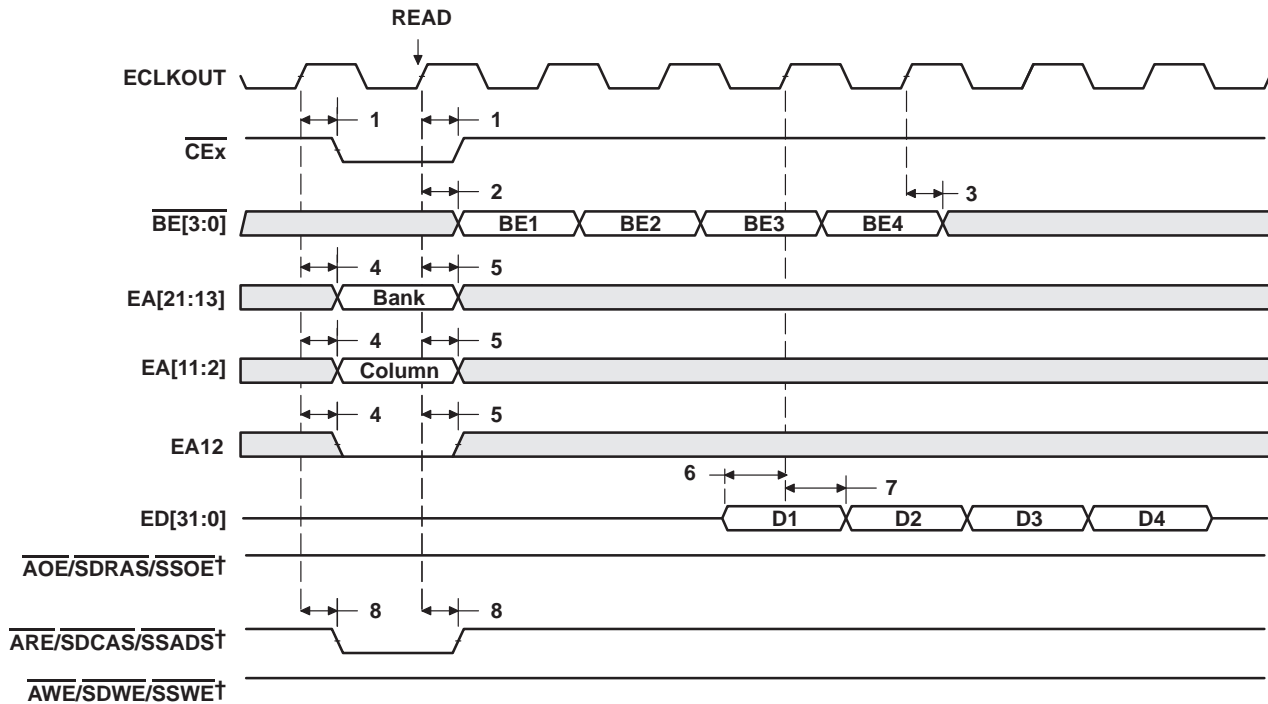 READ
ECLKOUT
1 1
CEx
2 3
BE[3:0] BE1 BE2 BE3 BE4
4 5
EA[21:13] Bank
4 5
EA[11:2] Column
4 5
EA12
6 7
ED[31:0] D1 D2 D3 D4
AOE/SDRAS/SSOE†
8 8
ARE/SDCAS/SSADS†
AWE/SDWE/SSWE†